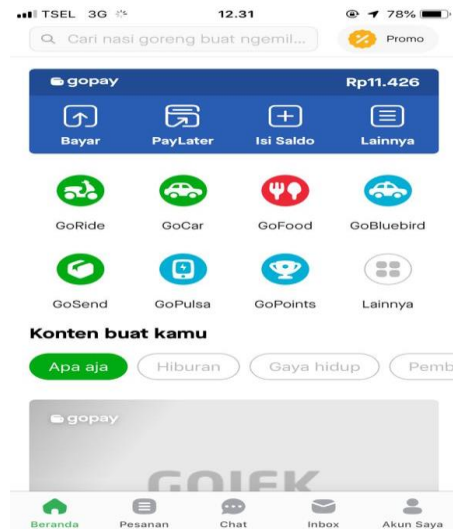 TSEL 3G 12.31 78%
Cari nasi goreng buat ngemil... Promo
gopay Rp11.426
Bayar PayLater Isi Saldo Lainnya
GoRide GoCar GoFood GoBluebird
GoSend GoPulsa GoPoints Lainnya
Konten buat kamu
Apa aja Hiburan Gaya hidup Pemb
gopay
GOJEK
Beranda Pesanan Chat Inbox Akun Saya